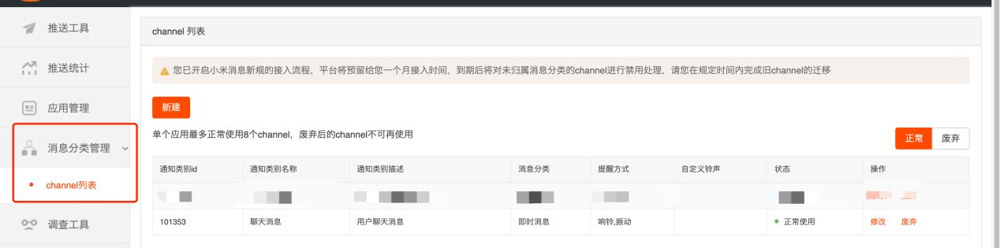 推送工具
推送统计
应用管理
消息分类管理
channel列表
调查工具
channel 列表
您已开启小米消息新规的接入流程，平台将预留给您一个月接入时间，到期后将对未归属消息分类的channel进行禁用处理，请您在规定时间内完成旧channel的迁移
新建
单个应用最多正常使用8个channel，废弃后的channel不可再使用
正常 废弃
通知类别id 通知类别名称 通知类别描述 消息分类 提醒方式 自定义铃声 状态 操作
101353 聊天消息 用户聊天消息 即时消息 响铃,振动 正常使用 修改 废弃